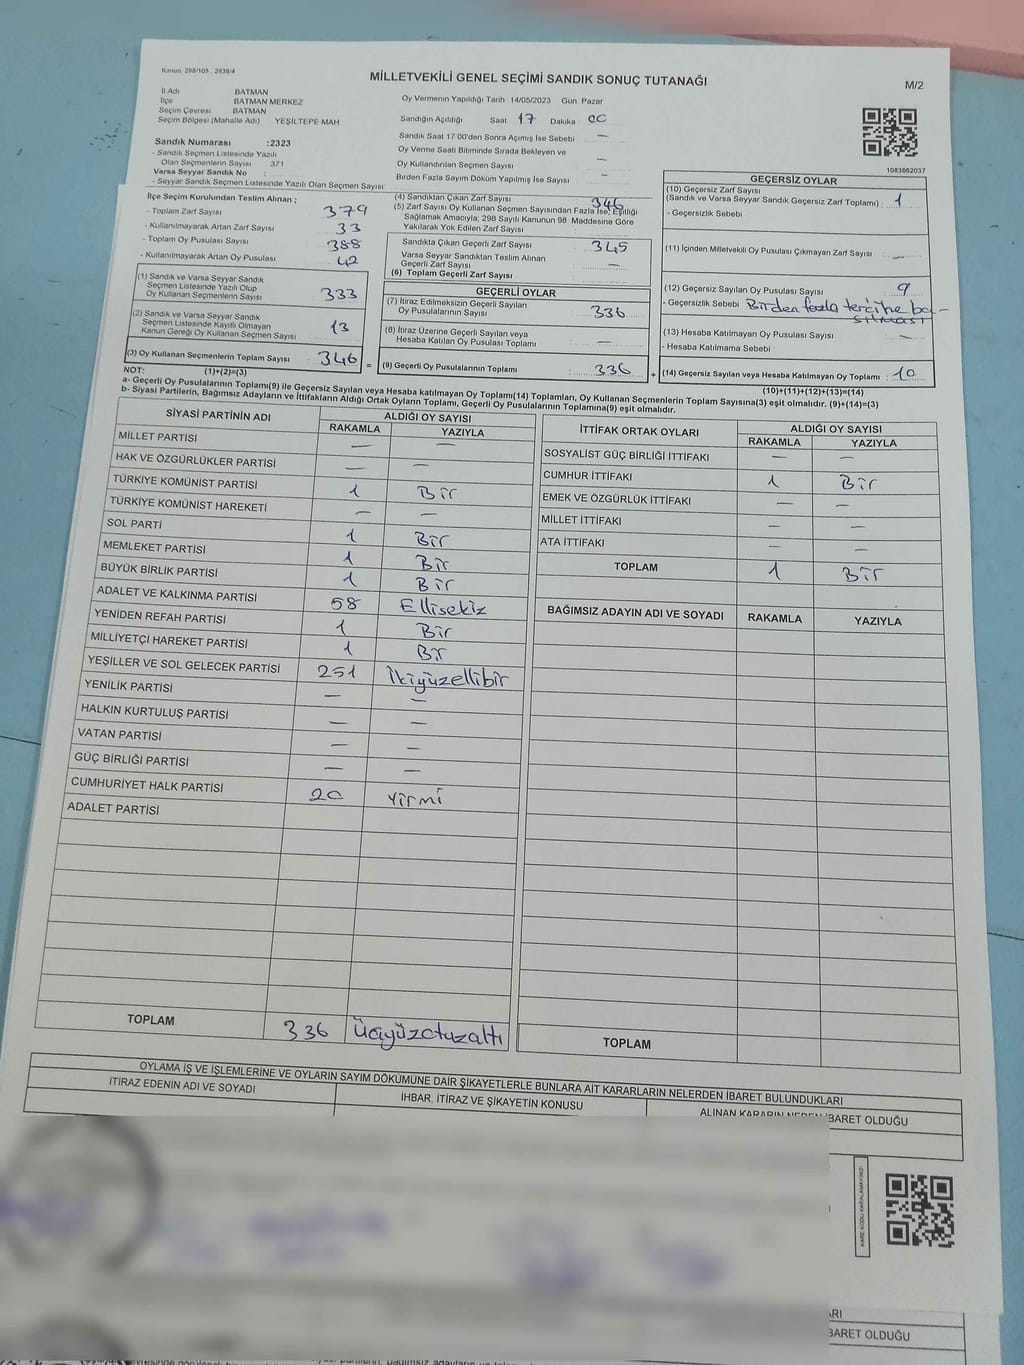 Kanun, 298/105 , 2839/4
MİLLETVEKİLİ GENEL SEÇİMİ SANDIK SONUÇ TUTANAĞI
M/2
İl Adı BATMAN
İlçe BATMAN MERKEZ
Seçim Çevresi BATMAN
Seçim Bölgesi (Mahalle Adı) YEŞİLTEPE MAH
Oy Vermenin Yapıldığı Tarih 14/05/2023 Gün. Pazar
Sandığın Açıldığı Saat 17 Dakika 00
Sandık Saat 17 00'den Sonra Açımış İse Sebebi —
Oy Verme Saati Bitiminde Sırada Bekleyen ve
Oy Kullandırılan Seçmen Sayısı —
Birden Fazla Sayım Döküm Yapılmış İse Sayısı —
Sandık Numarası :2323
- Sandık Seçmen Listesinde Yazılı
Olan Seçmenlerin Sayısı 371
Varsa Seyyar Sandık No
- Seyyar Sandık Seçmen Listesinde Yazılı Olan Seçmen Sayısı
1083862037
İlçe Seçim Kurulundan Teslim Alınan ;
- Toplam Zarf Sayısı 379
- Kullanılmayarak Artan Zarf Sayısı 33
- Toplam Oy Pusulası Sayısı 388
- Kullanılmayarak Artan Oy Pusulası 42
(1) Sandık ve Varsa Seyyar Sandık
Seçmen Listesinde Yazılı Olup
Oy Kullanan Seçmenlerin Sayısı 333
(2) Sandık ve Varsa Seyyar Sandık
Seçmen Listesinde Kayıtlı Olmayan
Kanun Gereği Oy Kullanan Seçmen Sayısı 13
(3) Oy Kullanan Seçmenlerin Toplam Sayısı 346 =
(4) Sandıktan Çıkan Zarf Sayısı 346
(5) Zarf Sayısı Oy Kullanan Seçmen Sayısından Fazla İse, Eşitliği
Sağlamak Amacıyla, 298 Sayılı Kanunun 98. Maddesine Göre
Yakılarak Yok Edilen Zarf Sayısı
Sandıkta Çıkan Geçerli Zarf Sayısı 345
Varsa Seyyar Sandıktan Teslim Alınan
Geçerli Zarf Sayısı —
(6) Toplam Geçerli Zarf Sayısı
GEÇERLİ OYLAR
(7) İtiraz Edilmeksizin Geçerli Sayılan
Oy Pusulalarının Sayısı 336
(8) İtiraz Üzerine Geçerli Sayılan veya
Hesaba Katılan Oy Pusulası Toplamı —
(9) Geçerli Oy Pusulalarının Toplamı 336 +
GEÇERSİZ OYLAR
(10) Geçersiz Zarf Sayısı
(Sandık ve Varsa Seyyar Sandık Geçersiz Zarf Toplamı) : 1
- Geçersizlik Sebebi
(11) İçinden Milletvekili Oy Pusulası Çıkmayan Zarf Sayısı : —
(12) Geçersiz Sayılan Oy Pusulası Sayısı 9
- Geçersizlik Sebebi Birden fazla tercihe ba-
sılması
(13) Hesaba Katılmayan Oy Pusulası Sayısı —
- Hesaba Katılmama Sebebi
(14) Geçersiz Sayılan veya Hesaba Katılmayan Oy Toplamı : 10
NOT: (1)+(2)=(3)
(10)+(11)+(12)+(13)=(14)
a- Geçerli Oy Pusulalarının Toplamı(9) ile Geçersiz Sayılan veya Hesaba Katılmayan Oy Toplamı(14) Toplamları, Oy Kullanan Seçmenlerin Toplam Sayısına(3) eşit olmalıdır. (9)+(14)=(3)
b- Siyasi Partilerin, Bağımsız Adayların ve İttifakların Aldığı Ortak Oyların Toplamı, Geçerli Oy Pusulalarının Toplamına(9) eşit olmalıdır.
SİYASİ PARTİNİN ADI
ALDIĞI OY SAYISI
RAKAMLA YAZIYLA
MİLLET PARTİSİ — —
HAK VE ÖZGÜRLÜKLER PARTİSİ — —
TÜRKİYE KOMÜNİST PARTİSİ 1 Bir
TÜRKİYE KOMÜNİST HAREKETİ — —
SOL PARTİ 1 Bir
MEMLEKET PARTİSİ 1 Bir
BÜYÜK BİRLİK PARTİSİ 1 Bir
ADALET VE KALKINMA PARTİSİ 58 Ellisekiz
YENİDEN REFAH PARTİSİ 1 Bir
MİLLİYETÇİ HAREKET PARTİSİ 1 Bir
YEŞİLLER VE SOL GELECEK PARTİSİ 251 İkiyüzellibir
YENİLİK PARTİSİ — —
HALKIN KURTULUŞ PARTİSİ — —
VATAN PARTİSİ — —
GÜÇ BİRLİĞİ PARTİSİ — —
CUMHURİYET HALK PARTİSİ 20 Yirmi
ADALET PARTİSİ
TOPLAM 336 Üçyüzotuzaltı
İTTİFAK ORTAK OYLARI
ALDIĞI OY SAYISI
RAKAMLA YAZIYLA
SOSYALİST GÜÇ BİRLİĞİ İTTİFAKI — —
CUMHUR İTTİFAKI 1 Bir
EMEK VE ÖZGÜRLÜK İTTİFAKI — —
MİLLET İTTİFAKI — —
ATA İTTİFAKI — —
TOPLAM 1 Bir
BAĞIMSIZ ADAYIN ADI VE SOYADI RAKAMLA YAZIYLA
TOPLAM
OYLAMA İŞ VE İŞLEMLERİNE VE OYLARIN SAYIM DÖKÜMÜNE DAİR ŞİKAYETLERLE BUNLARA AİT KARARLARIN NELERDEN İBARET BULUNDUKLARI
İTİRAZ EDENİN ADI VE SOYADI
İHBAR, İTİRAZ VE ŞİKAYETİN KONUSU
ALINAN KARARIN NEDEN İBARET OLDUĞU
KARE KODU KARALAMAYINIZ!
ARI
BARET OLDUĞU